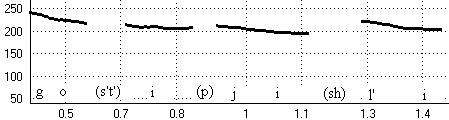 250
200
150
100
50
g o (s't') ....i ..... (p) j i (sh) . l' i .
0.5 0.7 0.8 1 1.1 1.3 1.4